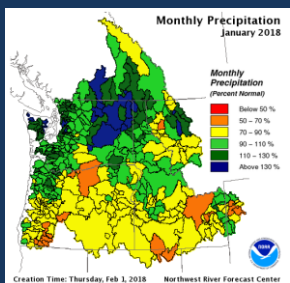 Monthly Precipitation
January 2018
Monthly
Precipitation
(Percent Normal)
Below 50 %
50 - 70 %
70 - 90 %
90 - 110 %
110 - 130 %
Above 130 %
noaa
Creation Time: Thursday, Feb 1, 2018
Northwest River Forecast Center